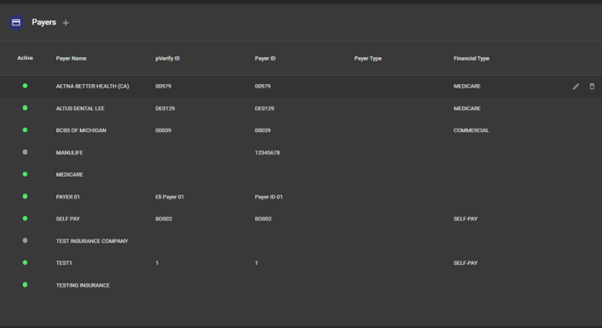 Payers +
Active Payer Name pVerify ID Payer ID Payer Type Financial Type
AETNA BETTER HEALTH (CA) 00979 00979 MEDICARE
ALTUS DENTAL LEE DE0129 DE0129 MEDICARE
BCBS OF MICHIGAN 00039 00039 COMMERCIAL
MANULIFE 12345678
MEDICARE
PAYER 01 Eli Payer 01 Payer ID 01
SELF PAY BO002 BO002 SELF-PAY
TEST INSURANCE COMPANY
TEST1 1 1 SELF-PAY
TESTING INSURANCE